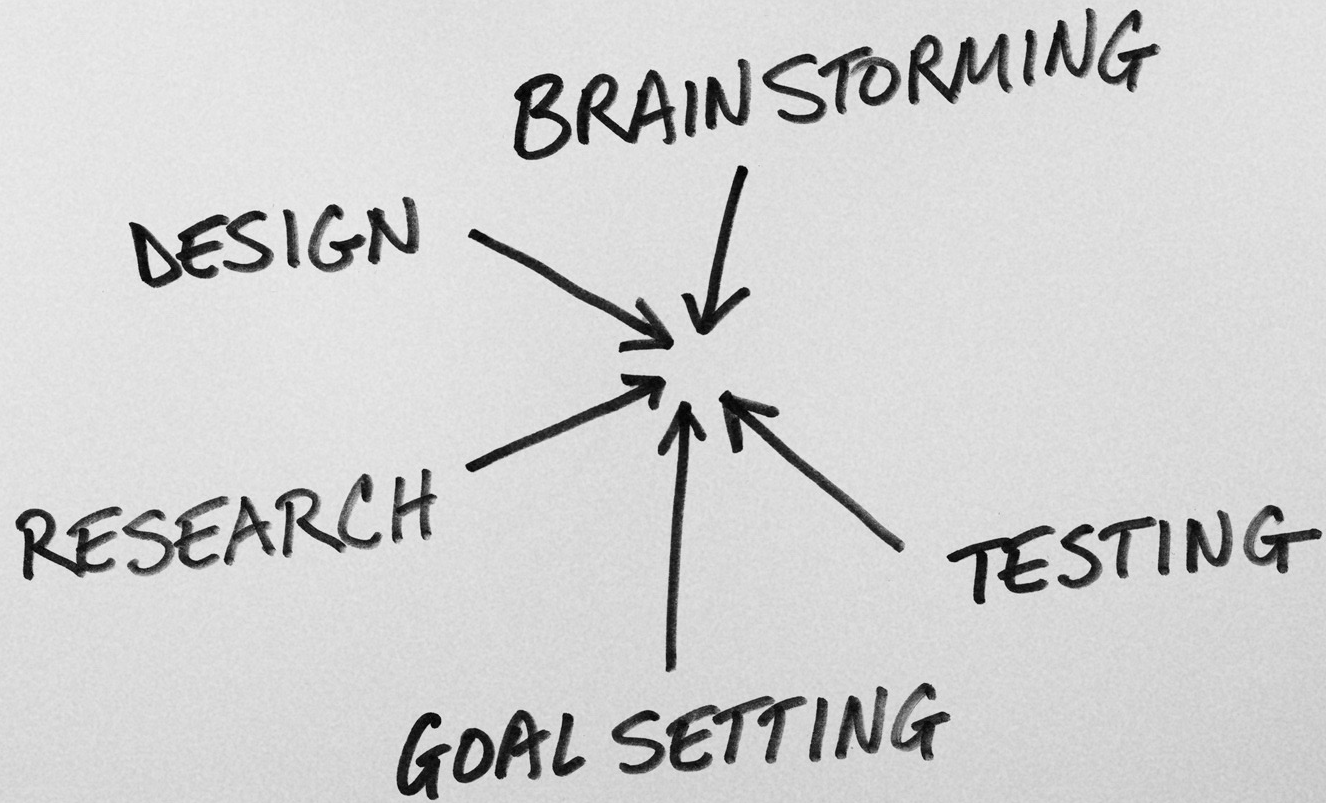 BRAINSTORMING
DESIGN
RESEARCH
TESTING
GOAL SETTING